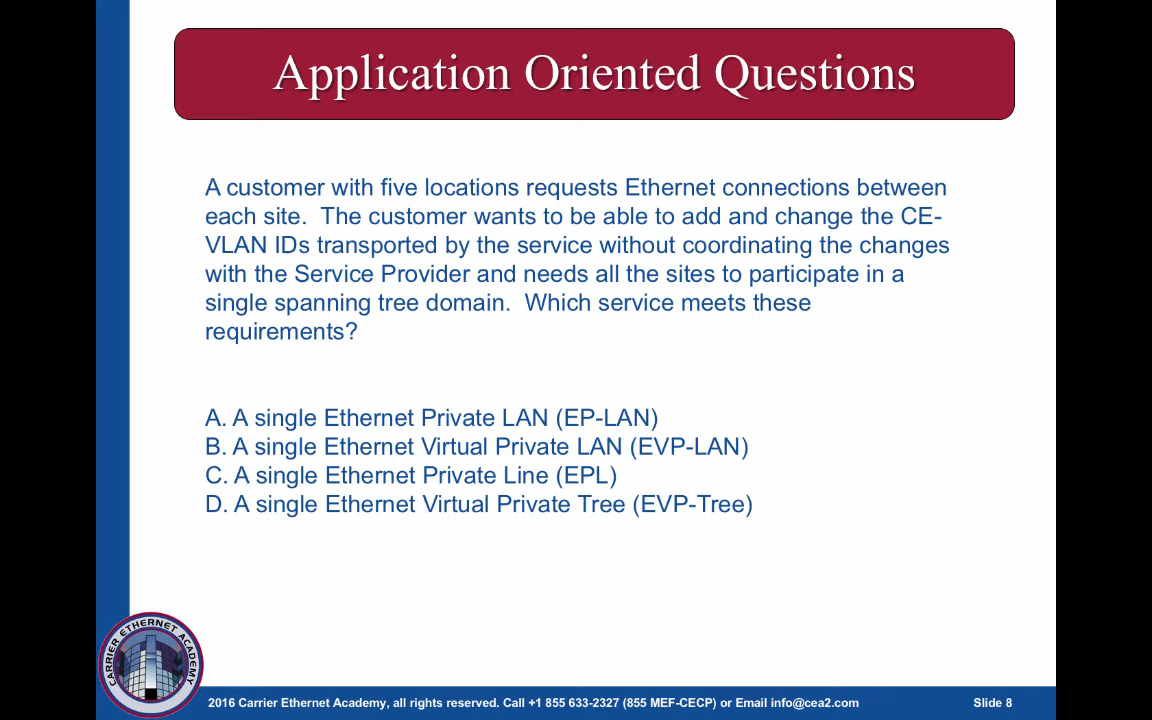 Application Oriented Questions
A customer with five locations requests Ethernet connections between
each site.  The customer wants to be able to add and change the CE-
VLAN IDs transported by the service without coordinating the changes
with the Service Provider and needs all the sites to participate in a
single spanning tree domain.  Which service meets these
requirements?
A. A single Ethernet Private LAN (EP-LAN)
B. A single Ethernet Virtual Private LAN (EVP-LAN)
C. A single Ethernet Private Line (EPL)
D. A single Ethernet Virtual Private Tree (EVP-Tree)
CARRIER ETHERNET ACADEMY
2016 Carrier Ethernet Academy, all rights reserved. Call +1 855 633-2327 (855 MEF-CECP) or Email info@cea2.com
Slide 8